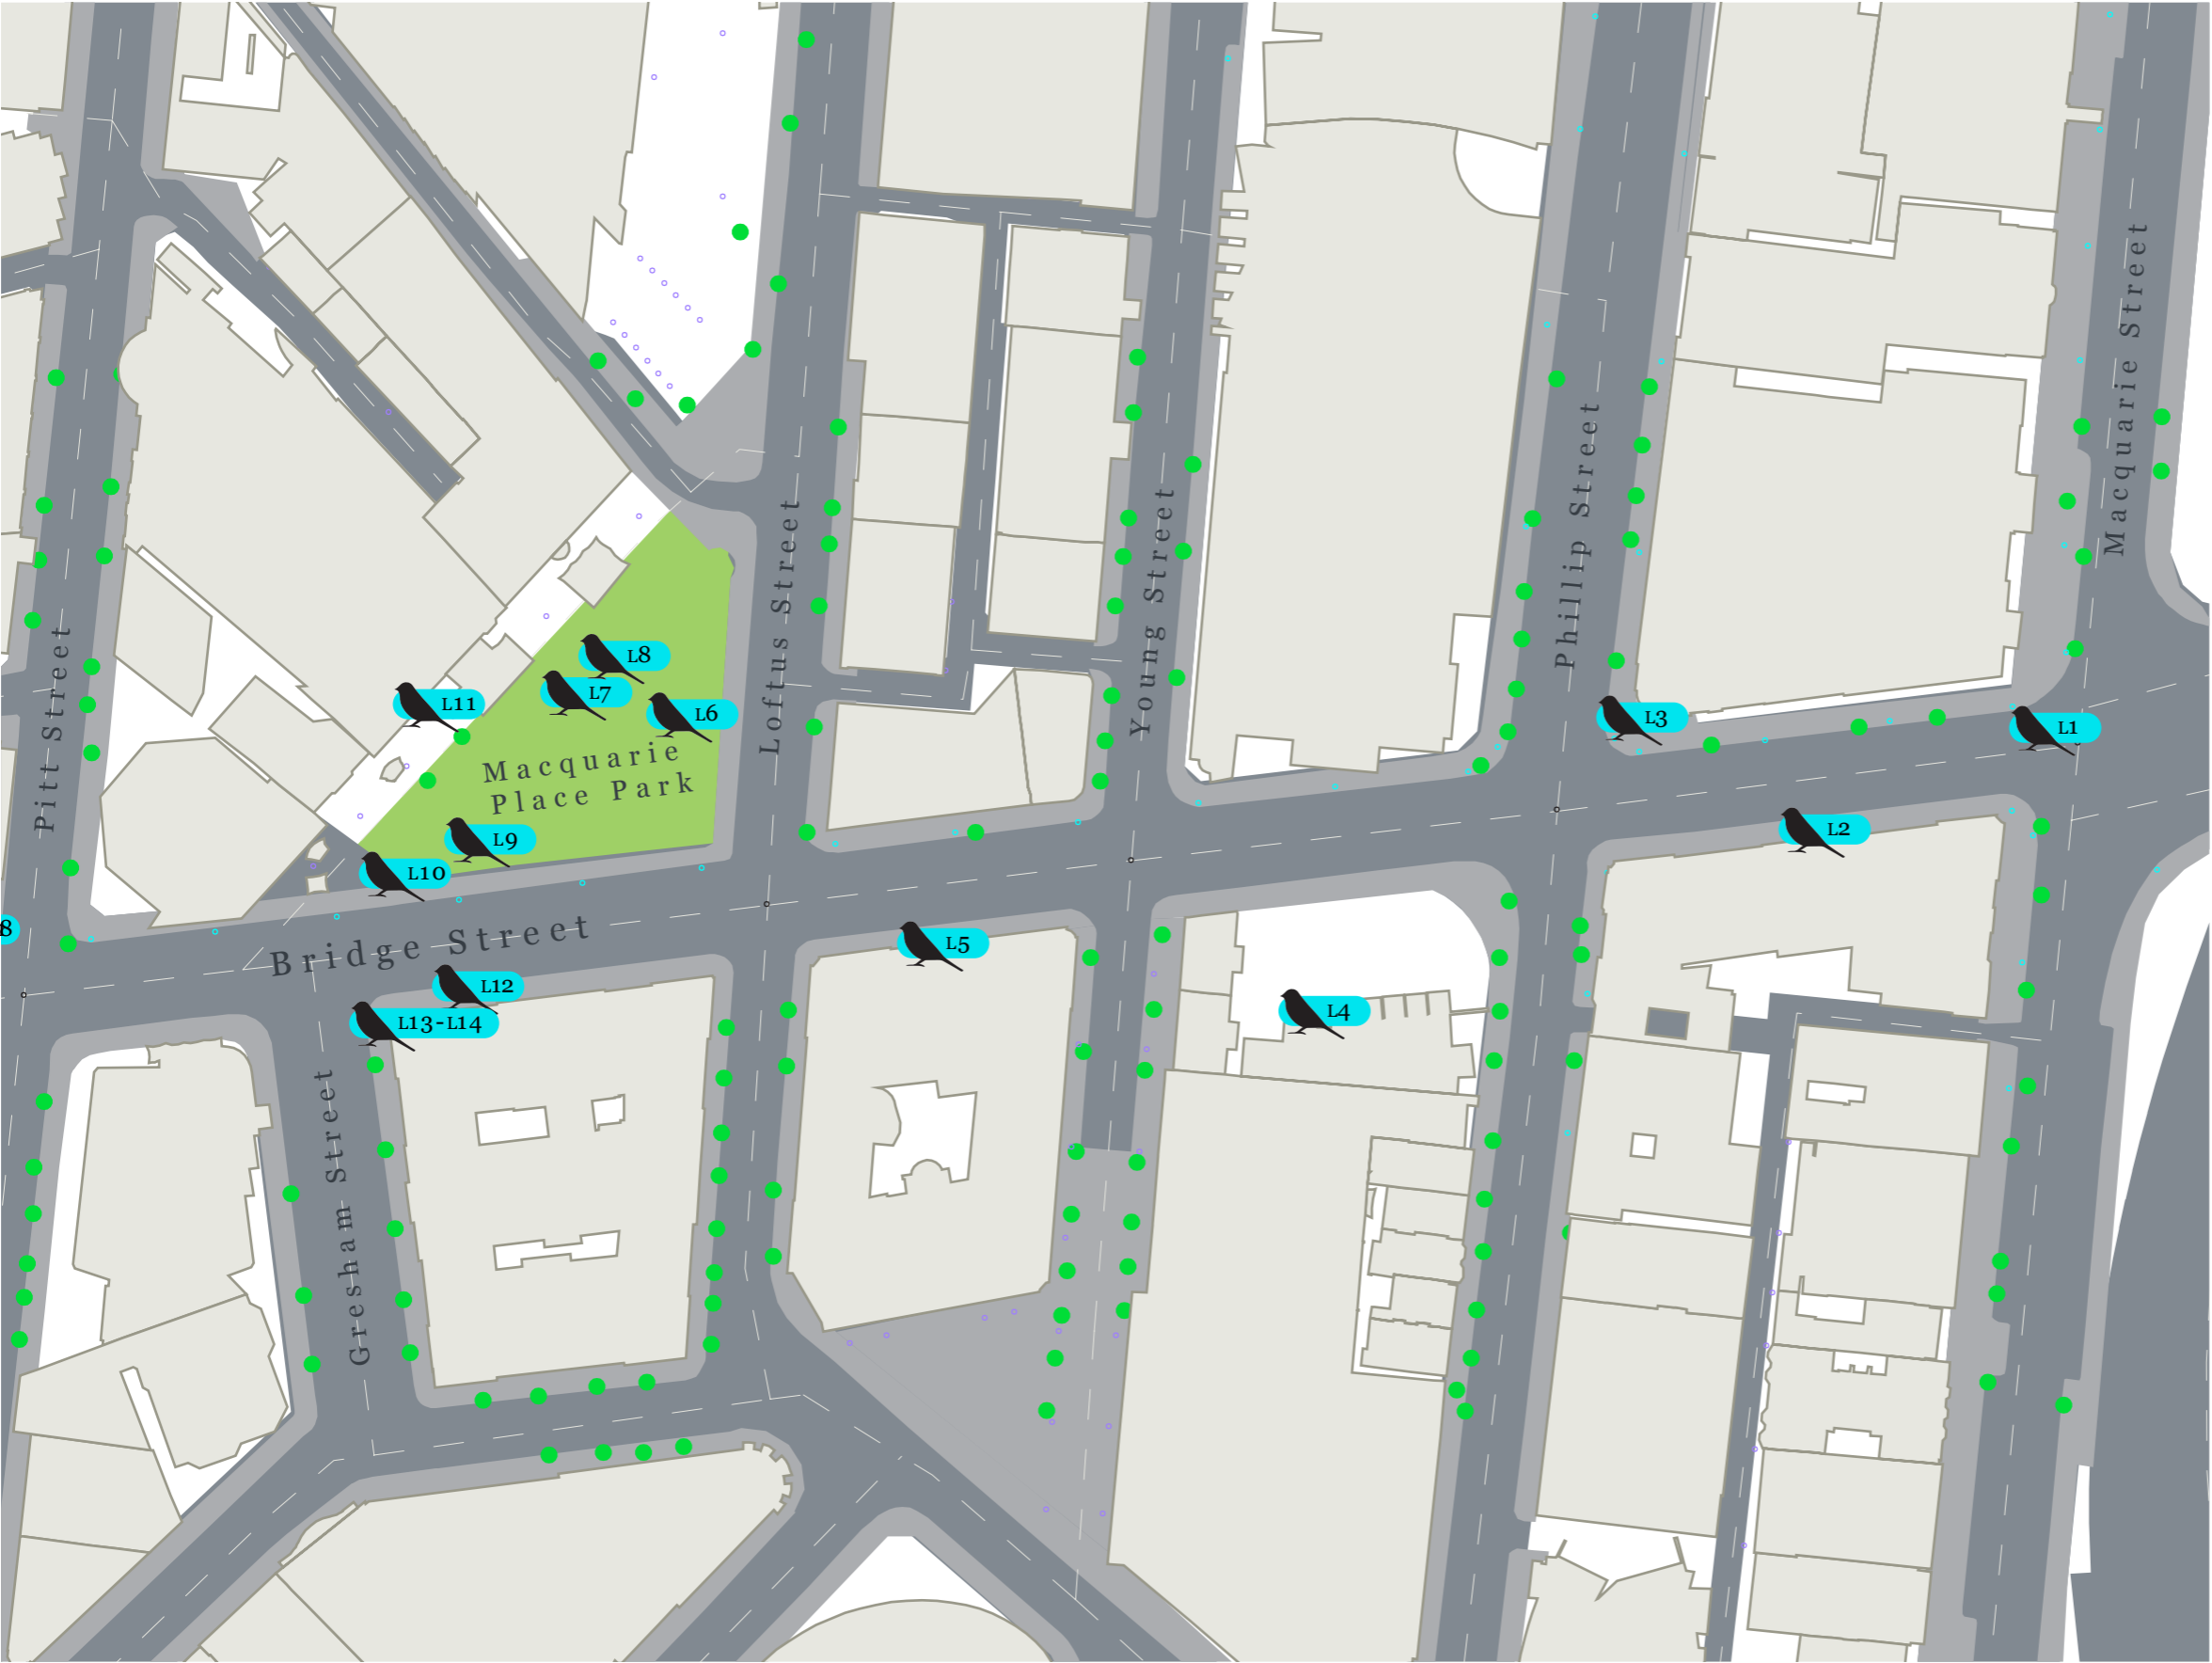 Macquarie Street
Phillip Street
Young Street
Loftus Street
Pitt Street
L8
L7
L6
L11
L3
L1
Macquarie
Place Park
L9
L10
L2
8
Bridge Street
L5
L12
L13-L14
L4
Gresham Street